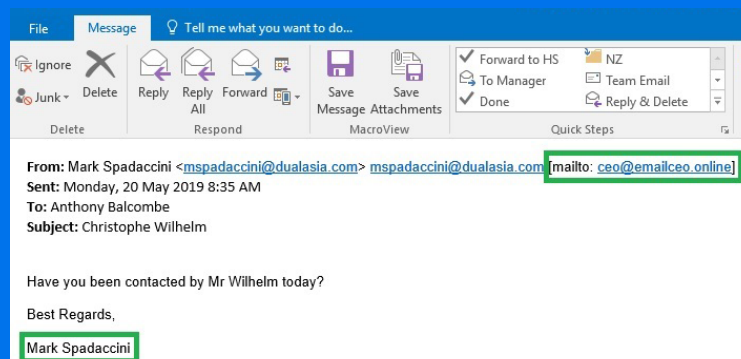 File Message Tell me what you want to do...
Ignore
Junk
Delete
Reply
Reply All
Forward
Save Message
Save Attachments
Forward to HS
To Manager
Done
NZ
Team Email
Reply & Delete
Delete Respond MacroView Quick Steps
From: Mark Spadaccini <mspadaccini@dualasia.com> mspadaccini@dualasia.com [mailto: ceo@emailceo.online]
Sent: Monday, 20 May 2019 8:35 AM
To: Anthony Balcombe
Subject: Christophe Wilhelm
Have you been contacted by Mr Wilhelm today?
Best Regards,
Mark Spadaccini